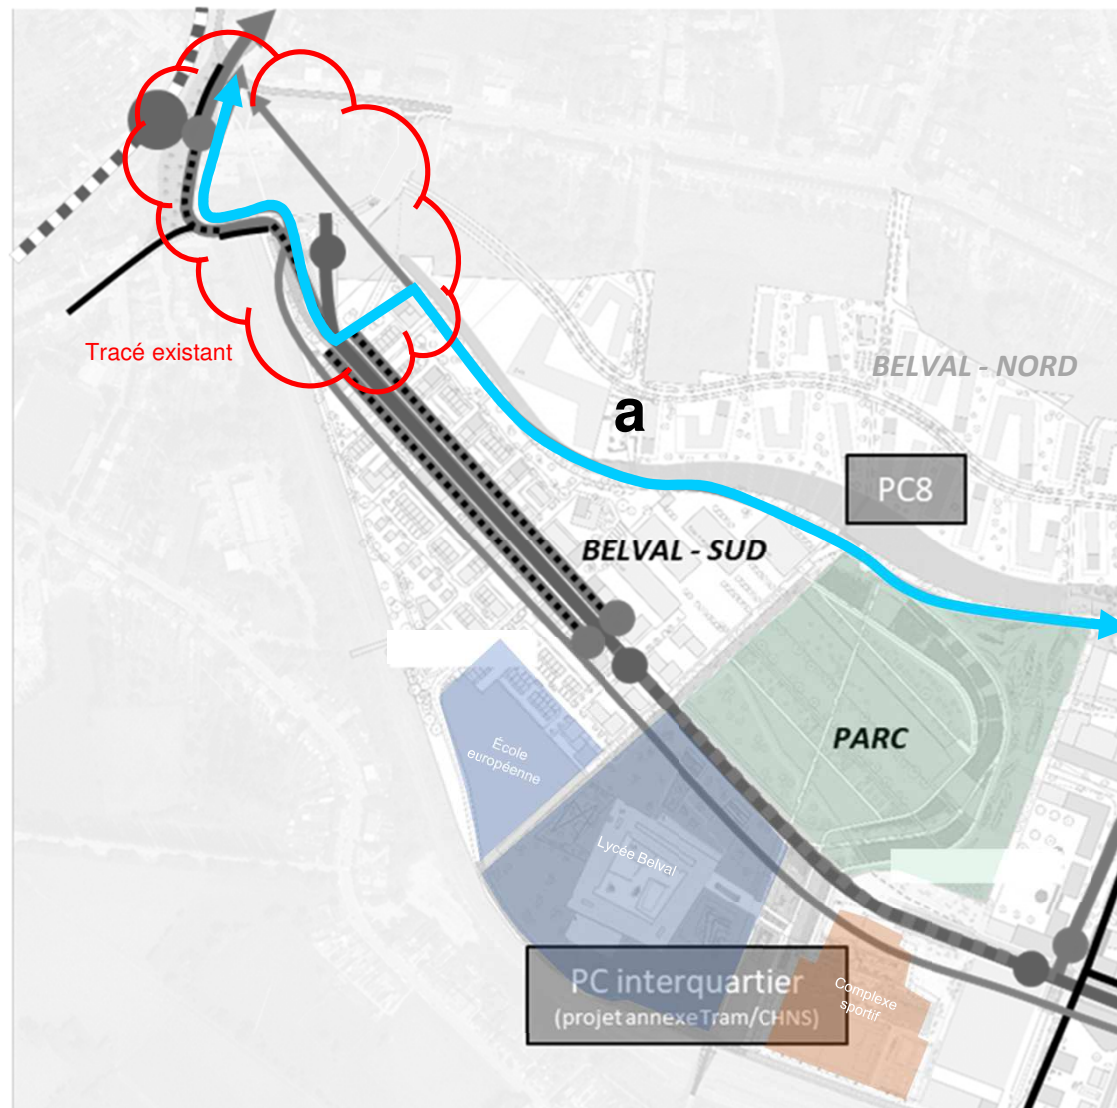 Tracé existant
BELVAL - NORD
a
PC8
BELVAL - SUD
PARC
École
européenne
Lycée Belval
PC interquartier
(projet annexe Tram/CHNS)
Complexe
sportif